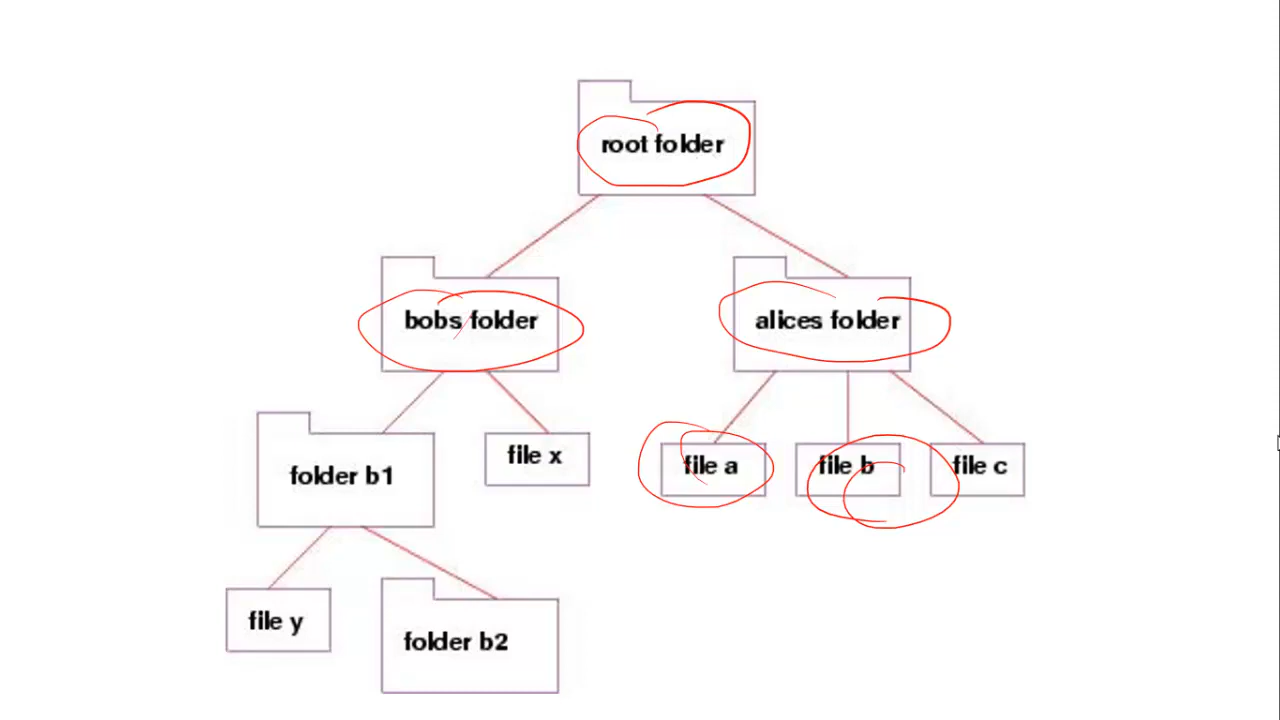 root folder
bobs folder
alices folder
folder b1
file x
file a
file b
file c
file y
folder b2